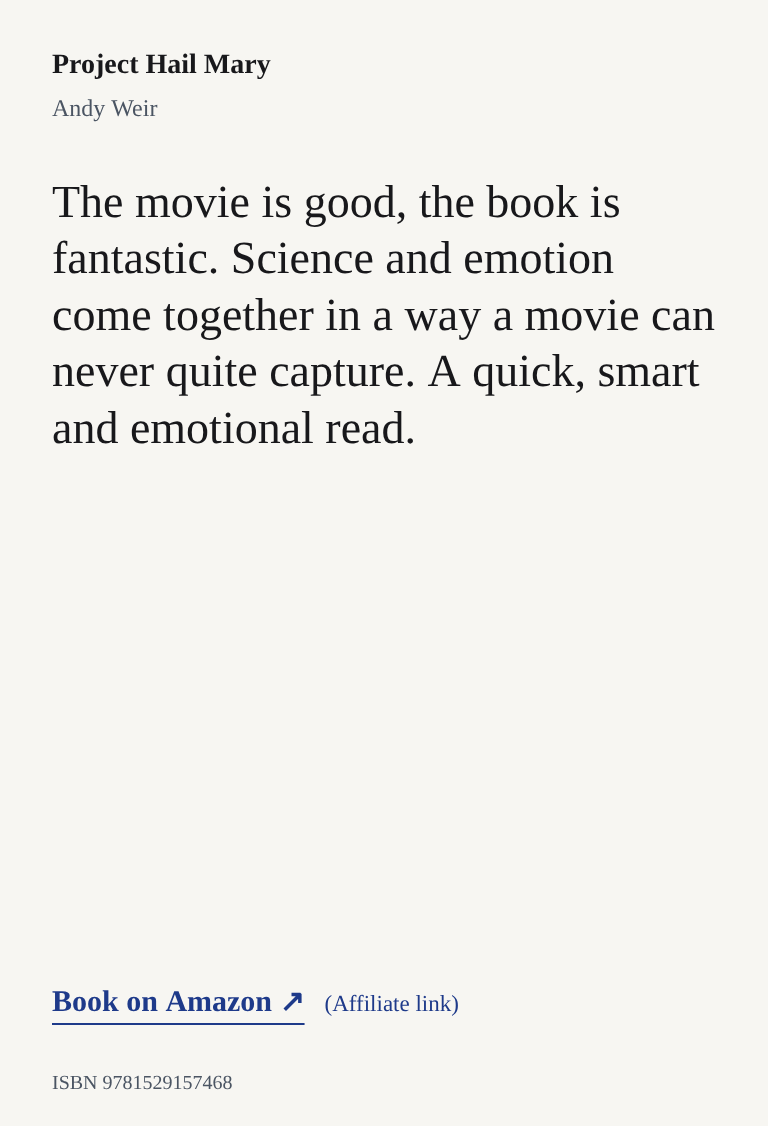 Project Hail Mary
Andy Weir
The movie is good, the book is
fantastic. Science and emotion
come together in a way a movie can
never quite capture. A quick, smart
and emotional read.
Book on Amazon ↗ (Affiliate link)
ISBN 9781529157468